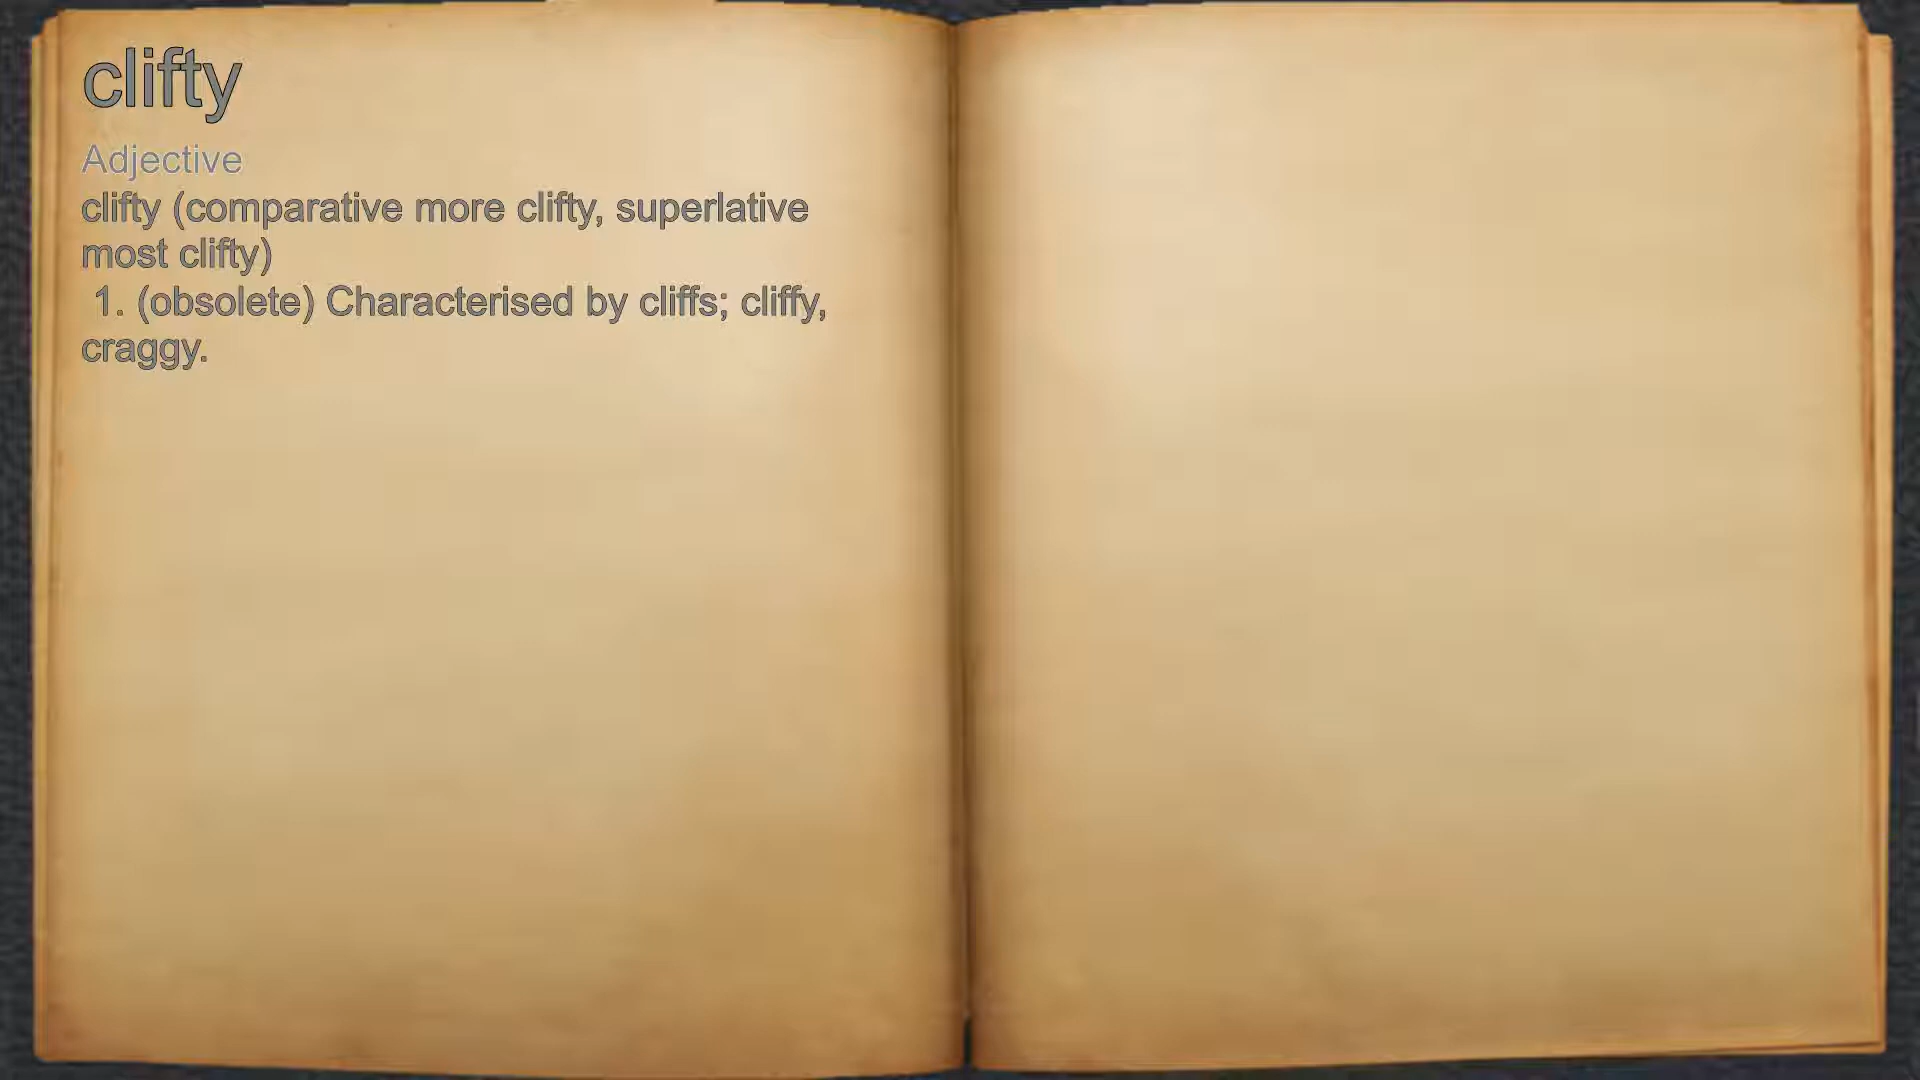 clifty
Adjective
clifty (comparative more clifty, superlative
most clifty)
1. (obsolete) Characterised by cliffs; cliffy,
craggy.